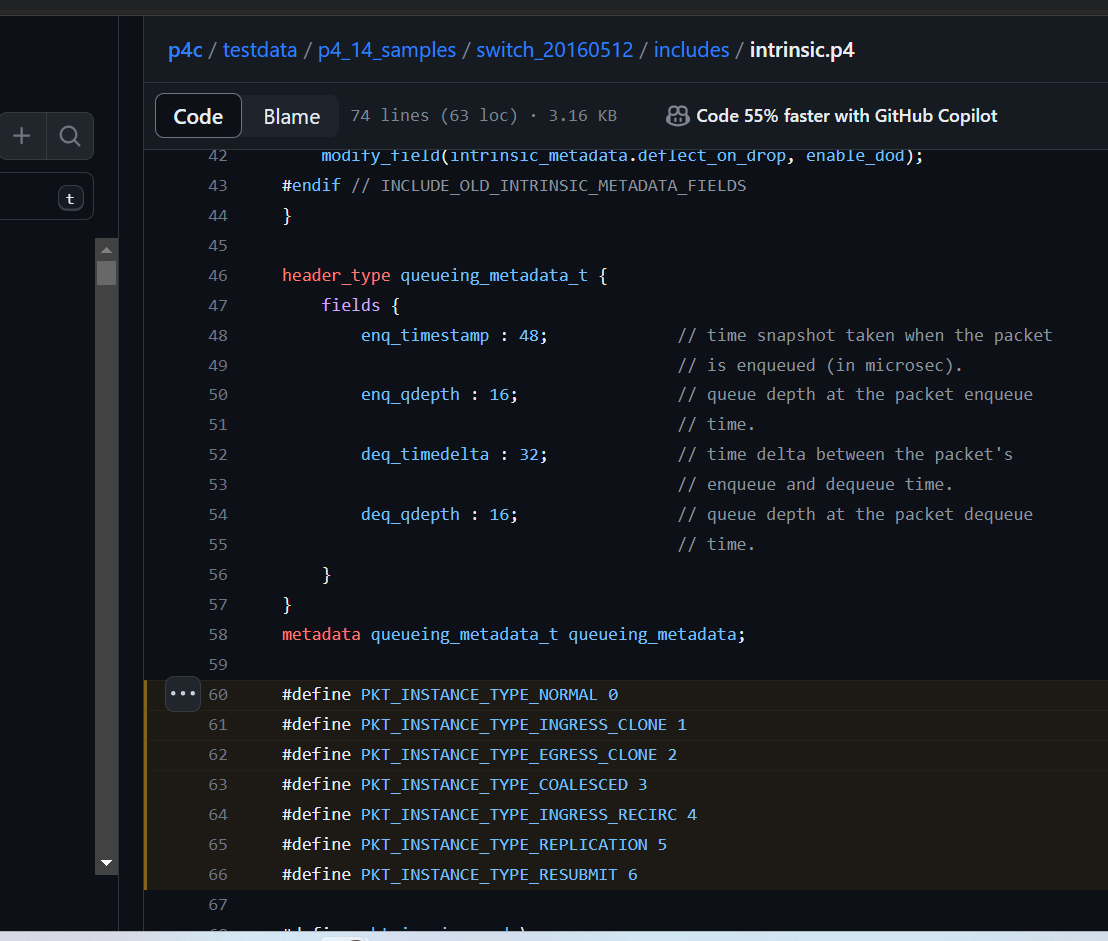 p4c / testdata / p4_14_samples / switch_20160512 / includes / intrinsic.p4
Code Blame 74 lines (63 loc) · 3.16 KB Code 55% faster with GitHub Copilot
t
42 modify_field(intrinsic_metadata.deflect_on_drop, enable_dod);
43 #endif // INCLUDE_OLD_INTRINSIC_METADATA_FIELDS
44 }
45
46 header_type queueing_metadata_t {
47 fields {
48 enq_timestamp : 48; // time snapshot taken when the packet
49 // is enqueued (in microsec).
50 enq_qdepth : 16; // queue depth at the packet enqueue
51 // time.
52 deq_timedelta : 32; // time delta between the packet's
53 // enqueue and dequeue time.
54 deq_qdepth : 16; // queue depth at the packet dequeue
55 // time.
56 }
57 }
58 metadata queueing_metadata_t queueing_metadata;
59
60 #define PKT_INSTANCE_TYPE_NORMAL 0
61 #define PKT_INSTANCE_TYPE_INGRESS_CLONE 1
62 #define PKT_INSTANCE_TYPE_EGRESS_CLONE 2
63 #define PKT_INSTANCE_TYPE_COALESCED 3
64 #define PKT_INSTANCE_TYPE_INGRESS_RECIRC 4
65 #define PKT_INSTANCE_TYPE_REPLICATION 5
66 #define PKT_INSTANCE_TYPE_RESUBMIT 6
67